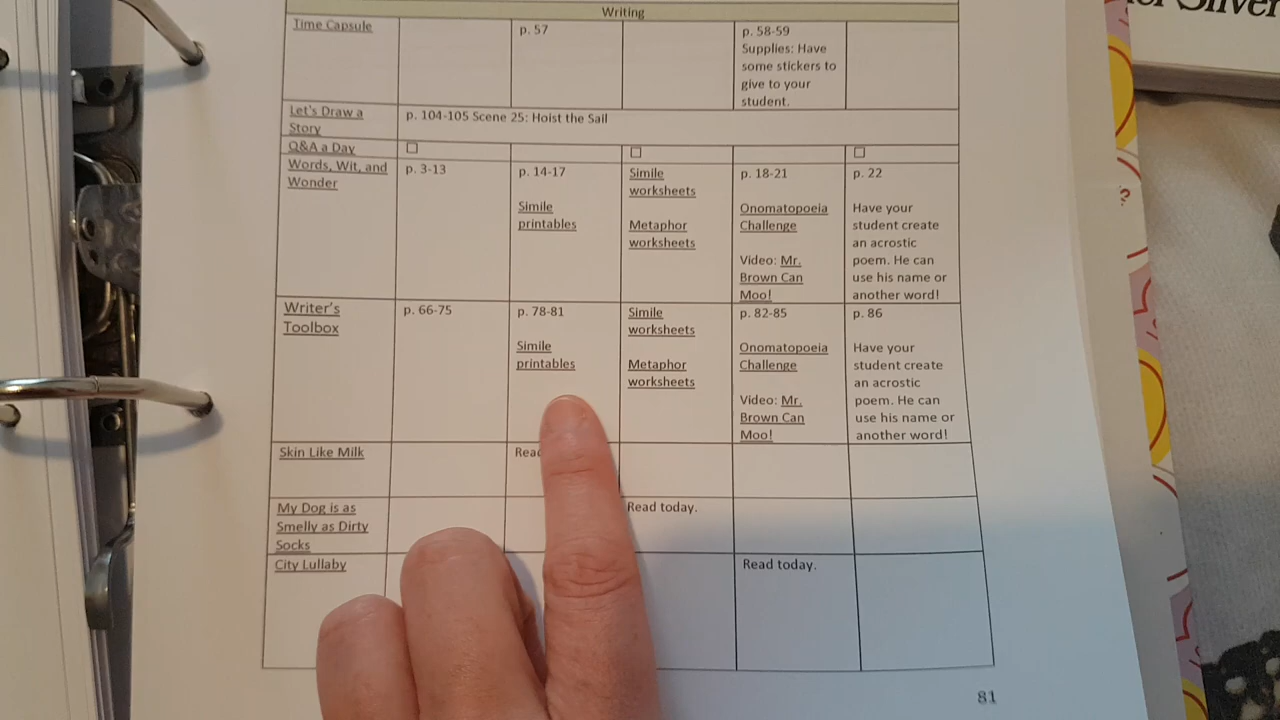 Writing
Time Capsule
p. 57
p. 58-59
Supplies: Have
some stickers to
give to your
student.
Let's Draw a
Story
p. 104-105 Scene 25: Hoist the Sail
Q&A a Day
☐
☐
☐
Words, Wit, and
Wonder
p. 3-13
p. 14-17
Simile
printables
Simile
worksheets
Metaphor
worksheets
p. 18-21
Onomatopoeia
Challenge
Video: Mr.
Brown Can
Moo!
p. 22
Have your
student create
an acrostic
poem. He can
use his name or
another word!
Writer's
Toolbox
p. 66-75
p. 78-81
Simile
printables
Simile
worksheets
Metaphor
worksheets
p. 82-85
Onomatopoeia
Challenge
Video: Mr.
Brown Can
Moo!
p. 86
Have your
student create
an acrostic
poem. He can
use his name or
another word!
Skin Like Milk
My Dog is as
Smelly as Dirty
Socks
Read today.
City Lullaby
Read today.
81